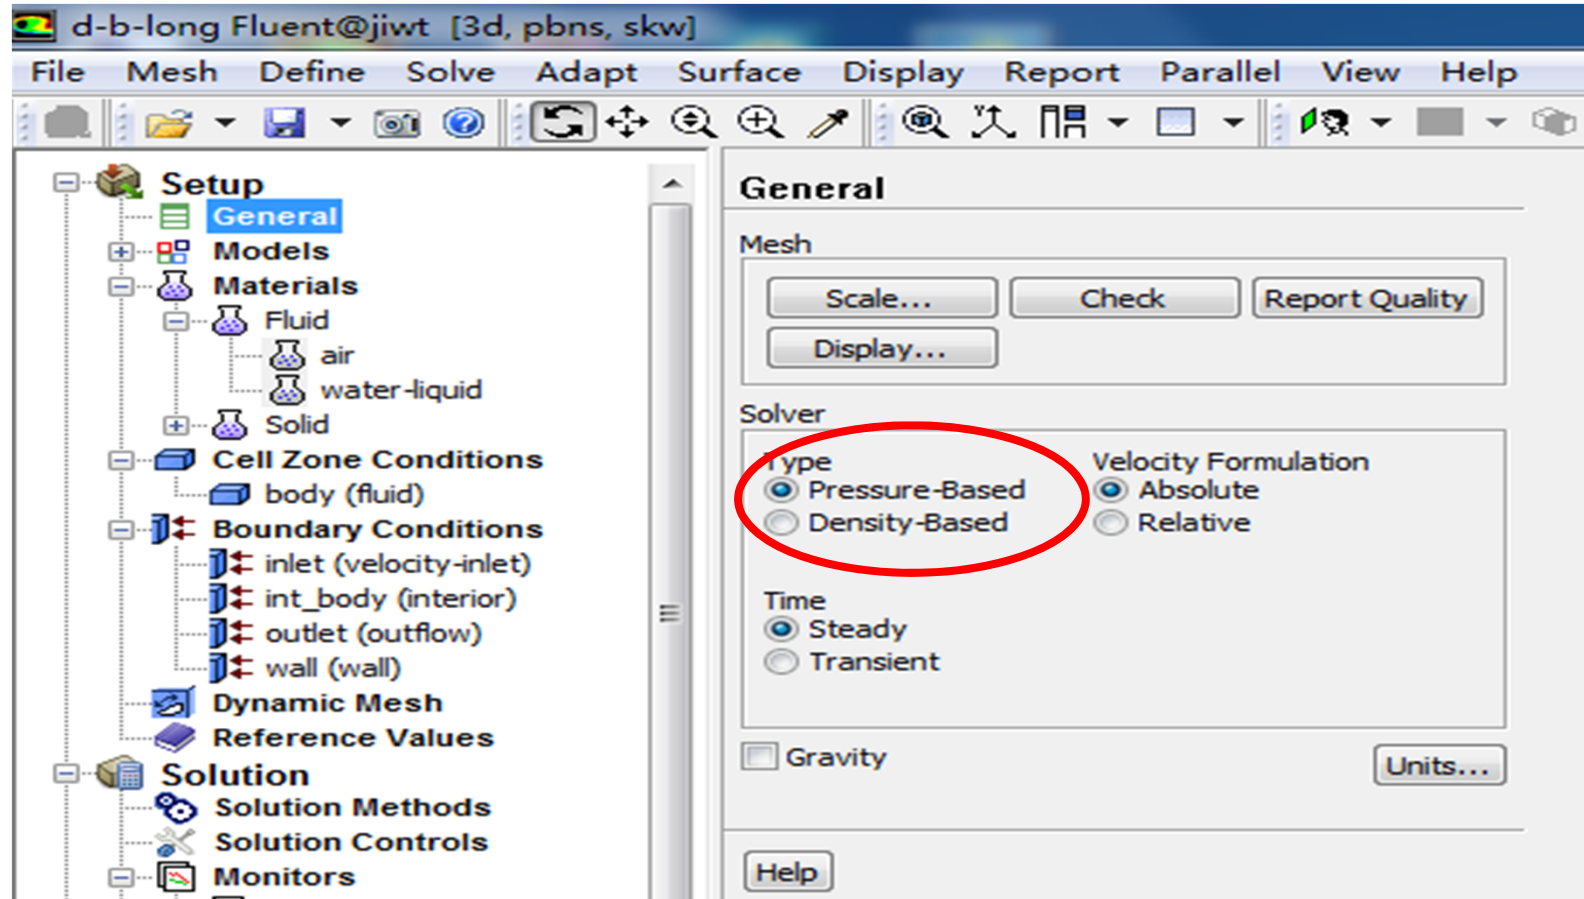 d-b-long Fluent@jiwt [3d, pbns, skw]
File Mesh Define Solve Adapt Surface Display Report Parallel View Help
Setup
General
Models
Materials
Fluid
air
water-liquid
Solid
Cell Zone Conditions
body (fluid)
Boundary Conditions
inlet (velocity-inlet)
int_body (interior)
outlet (outflow)
wall (wall)
Dynamic Mesh
Reference Values
Solution
Solution Methods
Solution Controls
Monitors
General
Mesh
Scale... Check Report Quality
Display...
Solver
Type Velocity Formulation
Pressure-Based Absolute
Density-Based Relative
Time
Steady
Transient
Gravity
Units...
Help